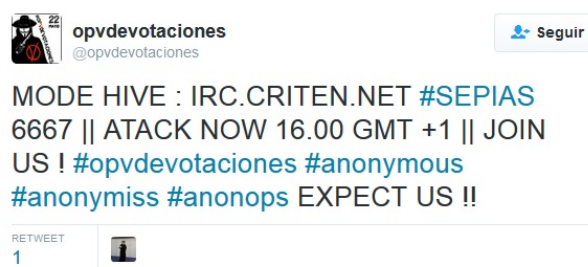 22
opvdevotaciones
@opvdevotaciones
Seguir
MODE HIVE : IRC.CRITEN.NET #SEPIAS
6667 || ATACK NOW 16.00 GMT +1 || JOIN
US ! #opvdevotaciones #anonymous
#anonymiss #anonops EXPECT US !!
RETWEET
1